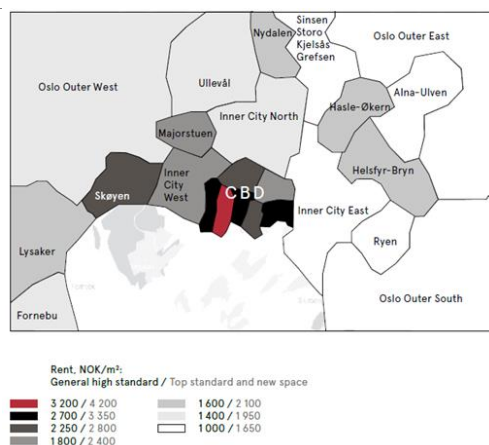 Sinsen
Storo
Kjelsås
Grefsen
Nydalen
Oslo Outer East
Oslo Outer West
Ullevål
Alna-Ulven
Hasle-Økern
Inner City North
Majorstuen
Helsfyr-Bryn
Inner
City
West
CBD
Skøyen
Inner City East
Ryen
Lysaker
Oslo Outer South
Fornebu
Rent, NOK/m²:
General high standard / Top standard and new space
3 200 / 4 200
2 700 / 3 350
2 250 / 2 800
1 800 / 2 400
1 600 / 2 100
1 400 / 1 950
1 000 / 1 650